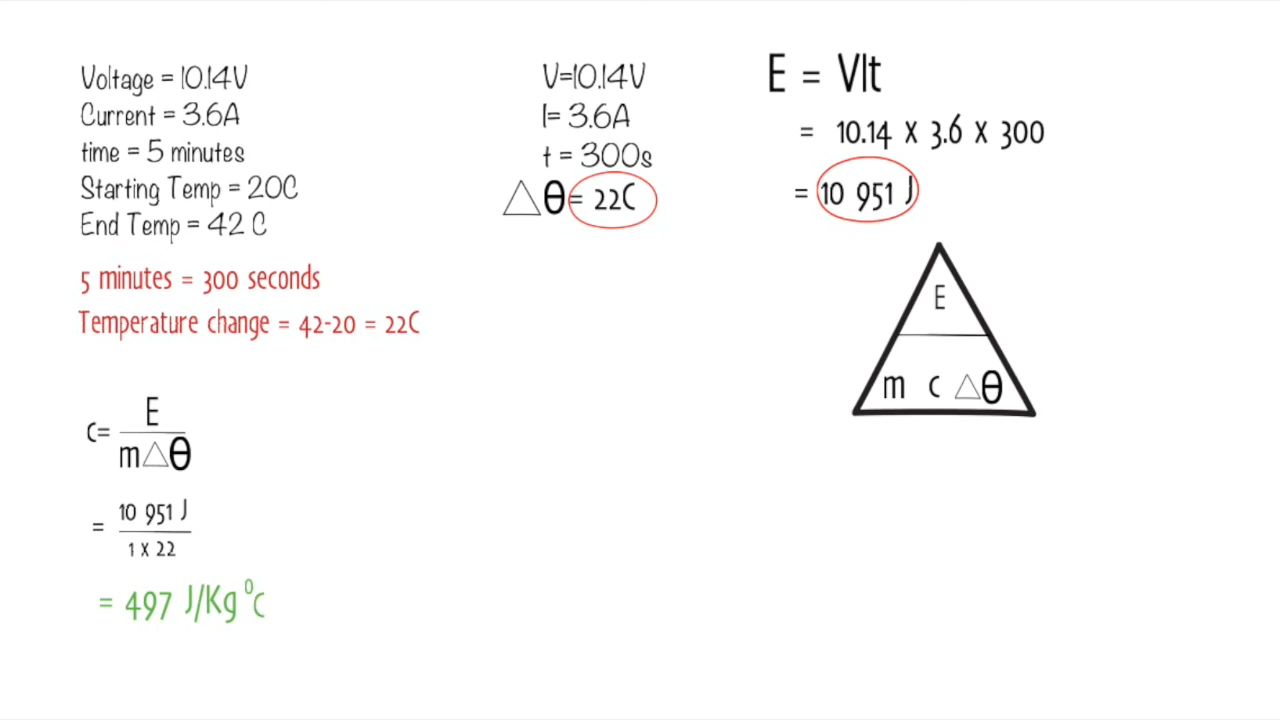 Voltage = 10.14V
Current = 3.6A
time = 5 minutes
Starting Temp = 20C
End Temp = 42 C
5 minutes = 300 seconds
Temperature change = 42-20 = 22C
V=10.14V
I= 3.6A
t = 300s
△θ= 22C
E = VIt
= 10.14 x 3.6 x 300
= 10 951 J
E
m c △θ
c= E
m△θ
= 10 951 J
1 x 22
= 497 J/Kg ⁰C